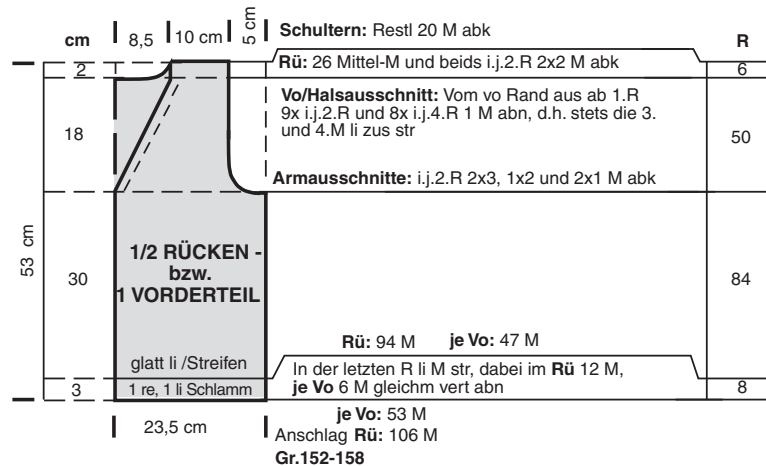 cm
8,5
10 cm
5 cm
Schultern: Restl 20 M abk
R
2
Rü: 26 Mittel-M und beids i.j.2.R 2x2 M abk
6
Vo/Halsausschnitt: Vom vo Rand aus ab 1.R
9x i.j.2.R und 8x i.j.4.R 1 M abn, d.h. stets die 3.
und 4.M li zus str
18
50
Armausschnitte: i.j.2.R 2x3, 1x2 und 2x1 M abk
53 cm
1/2 RÜCKEN -
bzw.
1 VORDERTEIL
30
84
Rü: 94 M je Vo: 47 M
glatt li /Streifen
In der letzten R li M str, dabei im Rü 12 M,
je Vo 6 M gleichm vert abn
3
1 re, 1 li Schlamm
8
23,5 cm
je Vo: 53 M
Anschlag Rü: 106 M
Gr.152-158